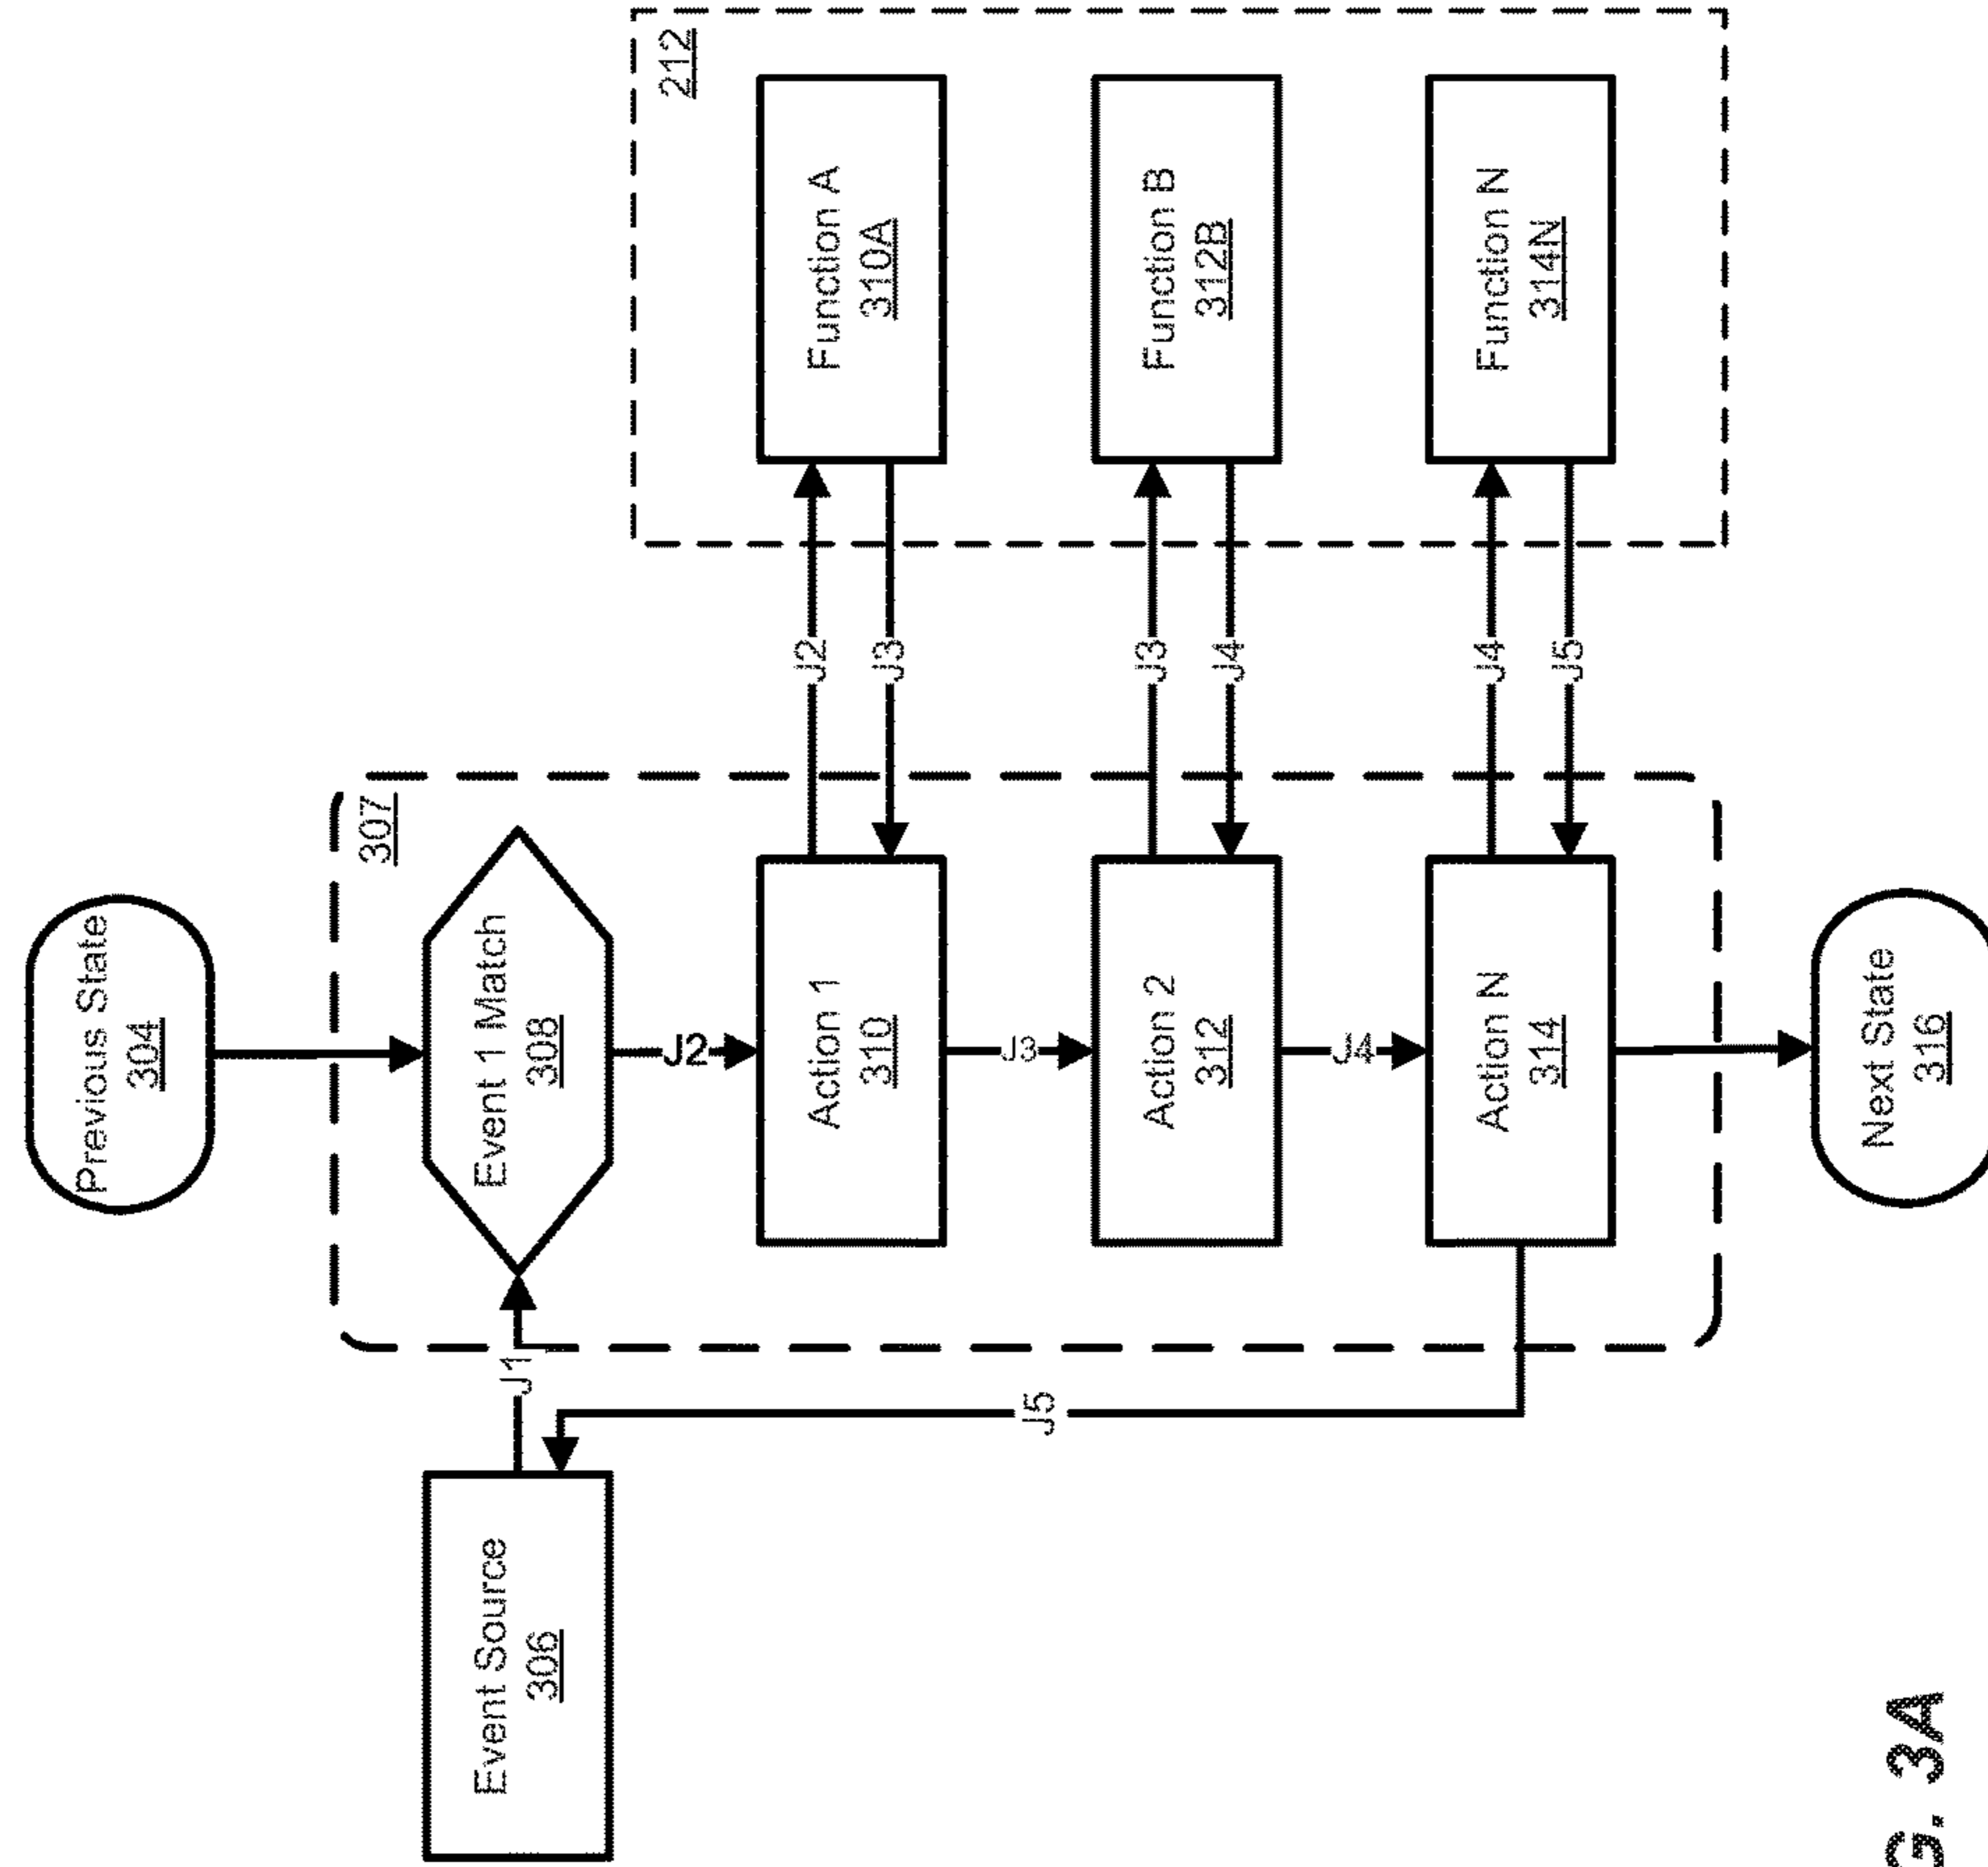 Previous State
304
307
212
Event Source
306
J1
Event 1 Match
308
J2
Action 1
310
J2
J3
Function A
310A
J3
Action 2
312
J3
J4
Function B
312B
J4
Action N
314
J4
J5
Function N
314N
J5
Next State
316
G. 3A